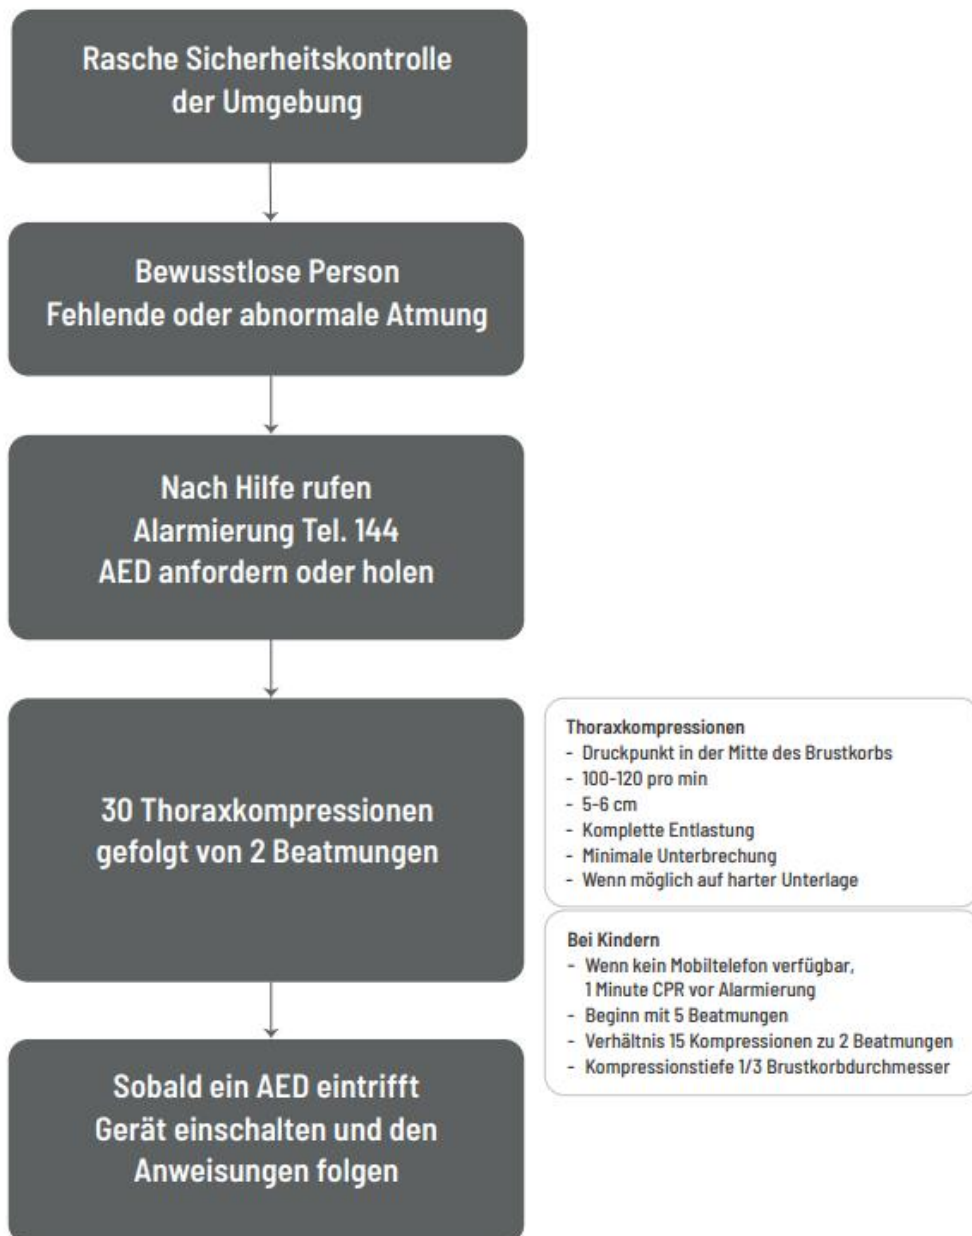 Rasche Sicherheitskontrolle
der Umgebung
Bewusstlose Person
Fehlende oder abnormale Atmung
Nach Hilfe rufen
Alarmierung Tel. 144
AED anfordern oder holen
30 Thoraxkompressionen
gefolgt von 2 Beatmungen
Thoraxkompressionen
- Druckpunkt in der Mitte des Brustkorbs
- 100-120 pro min
- 5-6 cm
- Komplette Entlastung
- Minimale Unterbrechung
- Wenn möglich auf harter Unterlage
Bei Kindern
- Wenn kein Mobiltelefon verfügbar,
1 Minute CPR vor Alarmierung
- Beginn mit 5 Beatmungen
- Verhältnis 15 Kompressionen zu 2 Beatmungen
- Kompressionstiefe 1/3 Brustkorbdurchmesser
Sobald ein AED eintrifft
Gerät einschalten und den
Anweisungen folgen